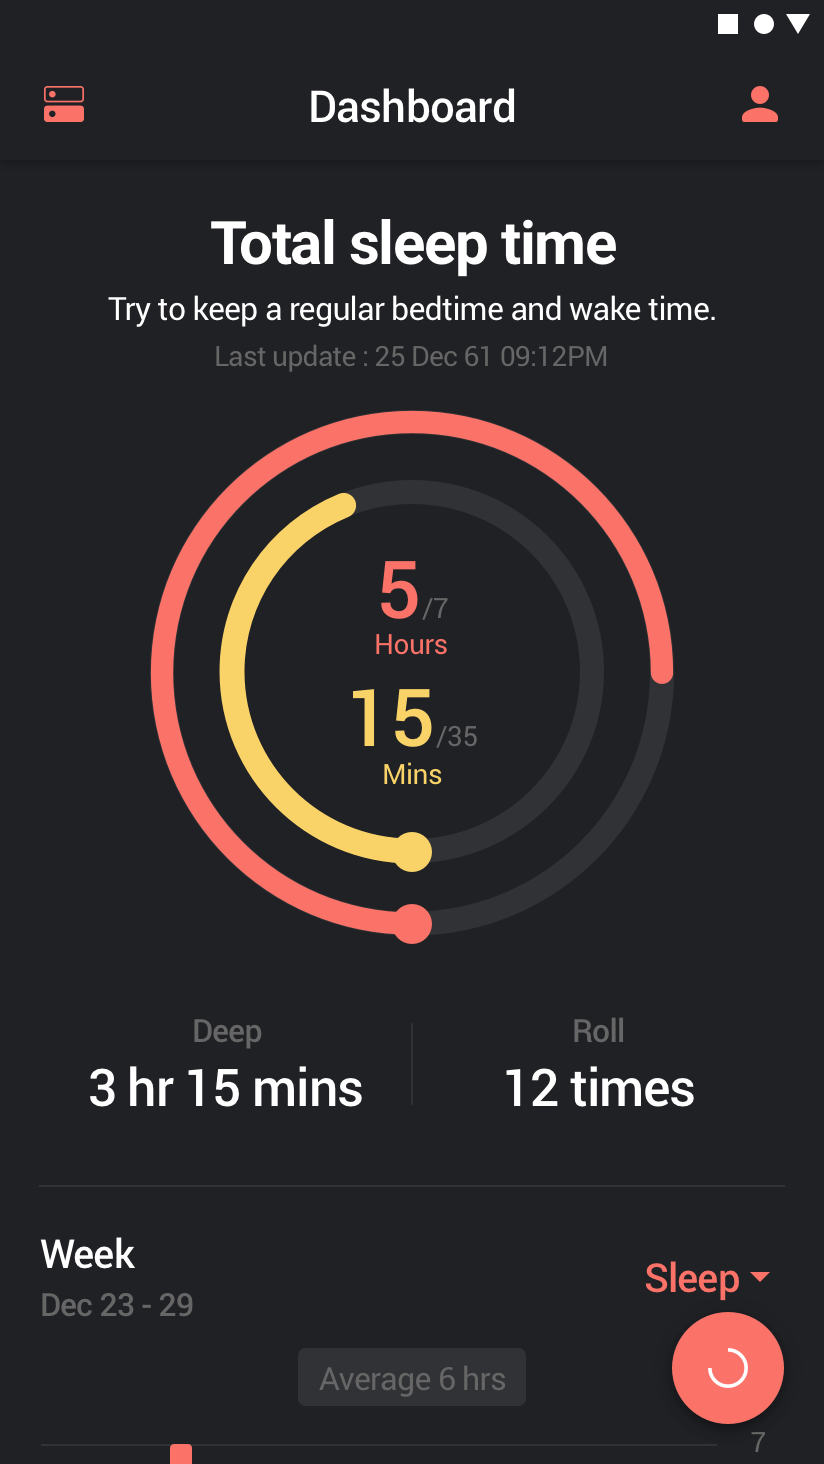 Dashboard
Total sleep time
Try to keep a regular bedtime and wake time.
Last update : 25 Dec 61 09:12PM
5/7
Hours
15/35
Mins
Deep
3 hr 15 mins
Roll
12 times
Week
Sleep
Dec 23 - 29
Average 6 hrs
7